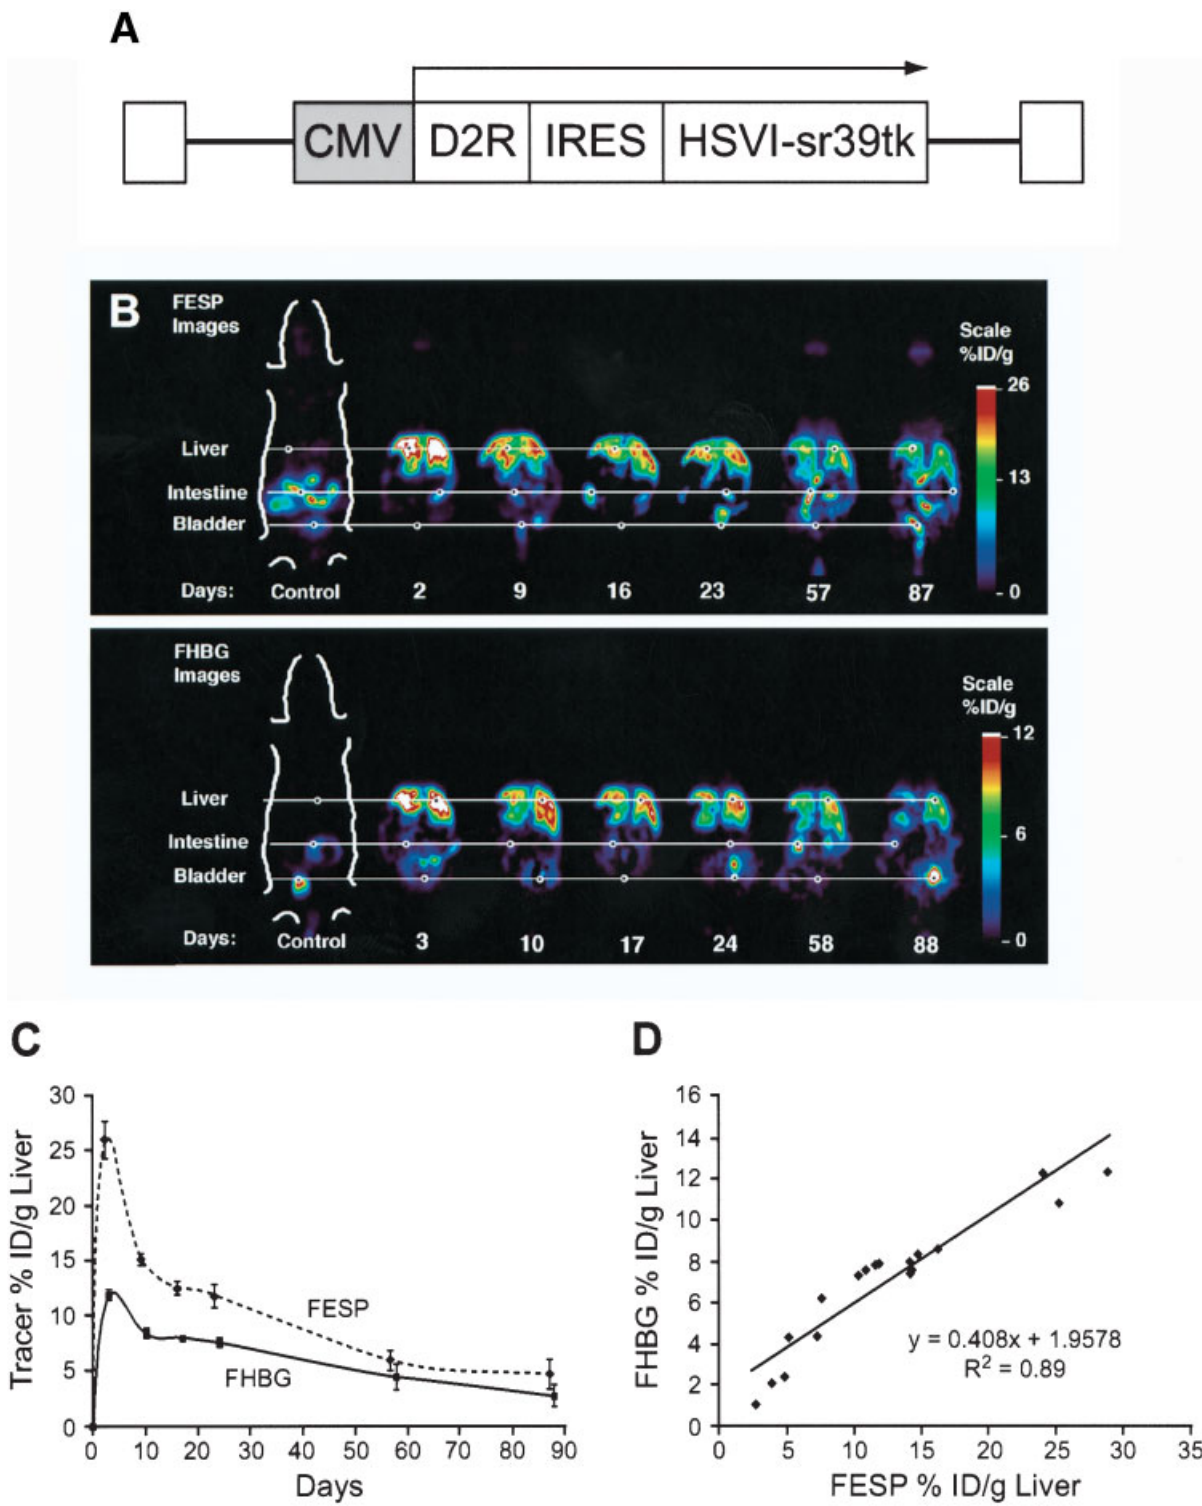 A
CMV D2R IRES HSVI-sr39tk
B
FESP
Images
Scale
%ID/g
26
Liver
13
Intestine
Bladder
0
Days: Control 2 9 16 23 57 87
FHBG
Images
Scale
%ID/g
12
Liver
6
Intestine
Bladder
0
Days: Control 3 10 17 24 58 88
C
Tracer % ID/g Liver
30
25
20
15
10
5
0
FESP
FHBG
0 10 20 30 40 50 60 70 80 90
Days
D
FHBG % ID/g Liver
16
14
12
10
8
6
4
2
0
y = 0.408x + 1.9578
R² = 0.89
0 5 10 15 20 25 30 35
FESP % ID/g Liver